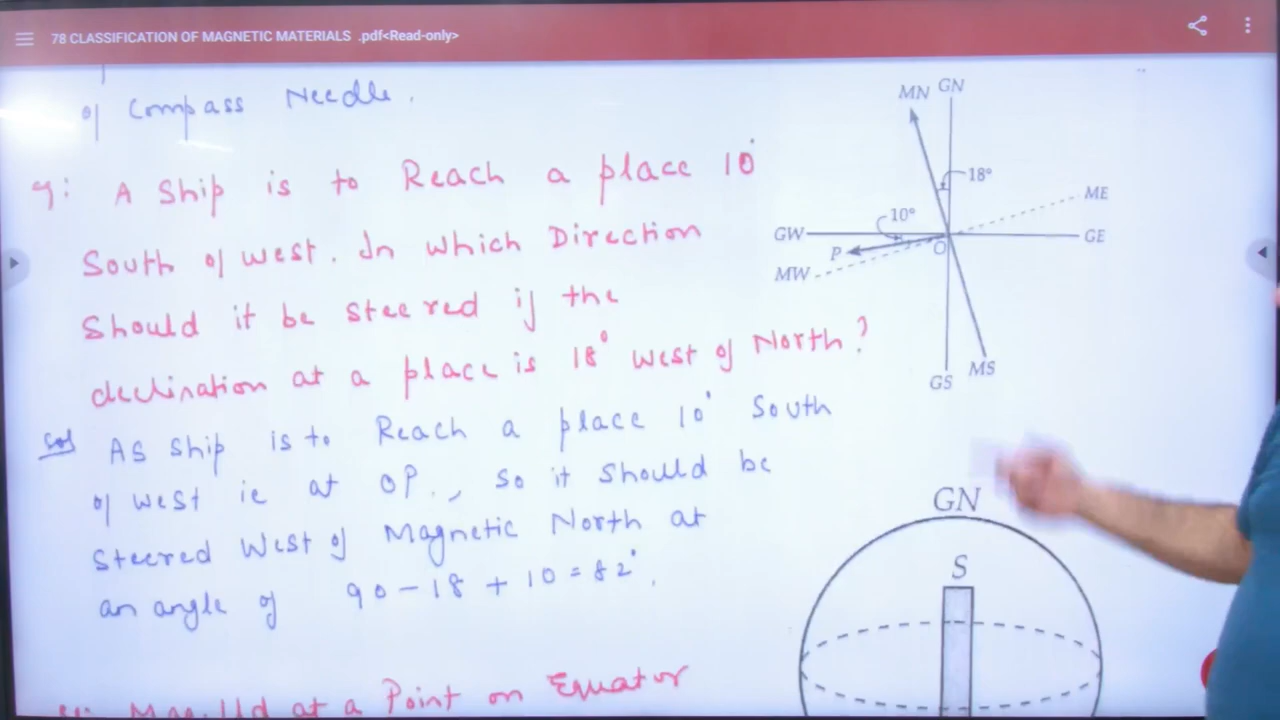 78 CLASSIFICATION OF MAGNETIC MATERIALS .pdf<Read-only>
of Compass Needle.
q: A Ship is to Reach a place 10°
South of west. In which Direction
Should it be steered if the
declination at a place is 18° west of North?
Sol As ship is to Reach a place 10° South
of west ie at OP., so it should be
steered West of Magnetic North at
an angle of 90-18+10=82°.
at a Point on Equator
MN GN
18°
ME
10°
GW
GE
O
P
MW
MS
GS
GN
S